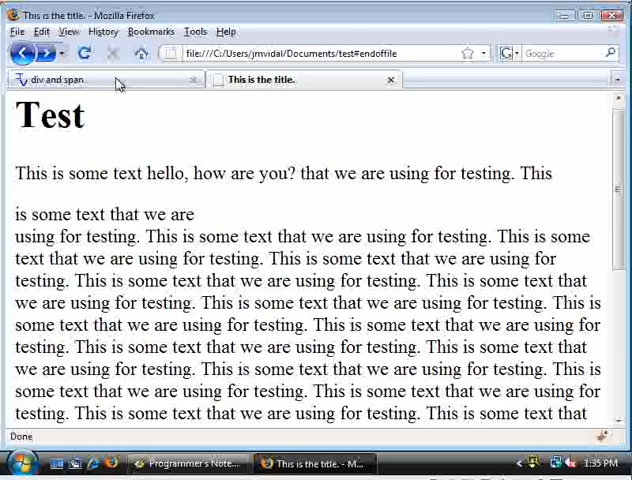 This is the title. - Mozilla Firefox
File Edit View History Bookmarks Tools Help
file:///C:/Users/jmvidal/Documents/test#endoffile
Google
div and span
This is the title.
Test
This is some text hello, how are you? that we are using for testing. This
is some text that we are
using for testing. This is some text that we are using for testing. This is some
text that we are using for testing. This is some text that we are using for
testing. This is some text that we are using for testing. This is some text that
we are using for testing. This is some text that we are using for testing. This is
some text that we are using for testing. This is some text that we are using for
testing. This is some text that we are using for testing. This is some text that
we are using for testing. This is some text that we are using for testing. This is
some text that we are using for testing. This is some text that we are using for
testing. This is some text that we are using for testing. This is some text that
Done
Programmer's Note...
This is the title. - M...
1:35 PM